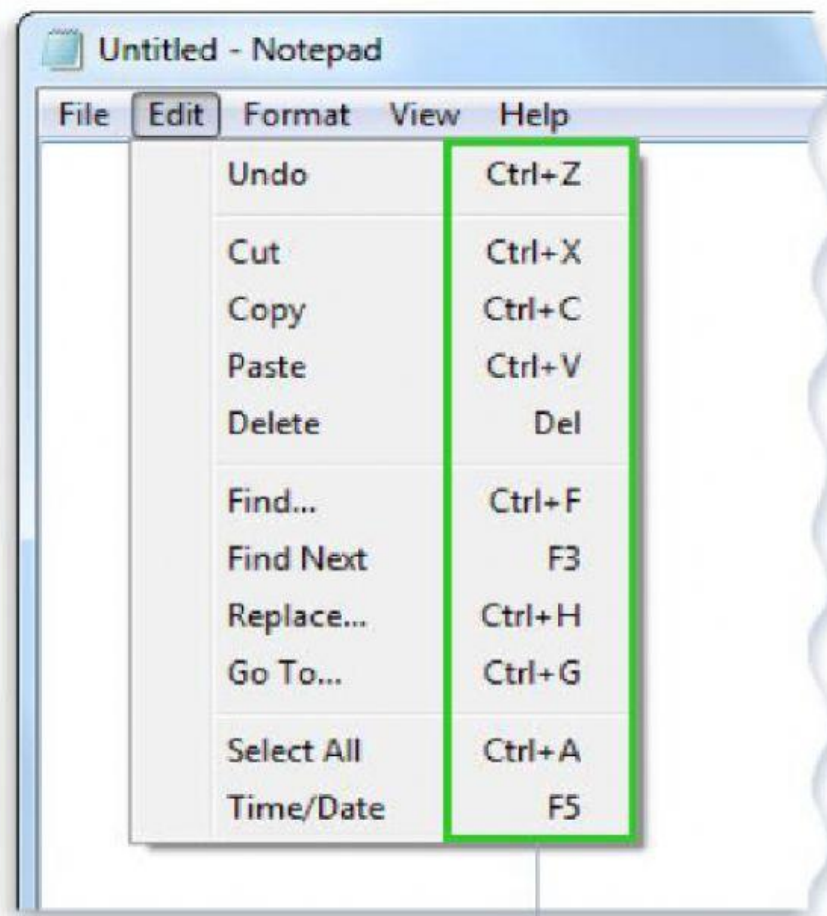 Untitled - Notepad
File Edit Format View Help
Undo Ctrl+Z
Cut Ctrl+X
Copy Ctrl+C
Paste Ctrl+V
Delete Del
Find... Ctrl+F
Find Next F3
Replace... Ctrl+H
Go To... Ctrl+G
Select All Ctrl+A
Time/Date F5